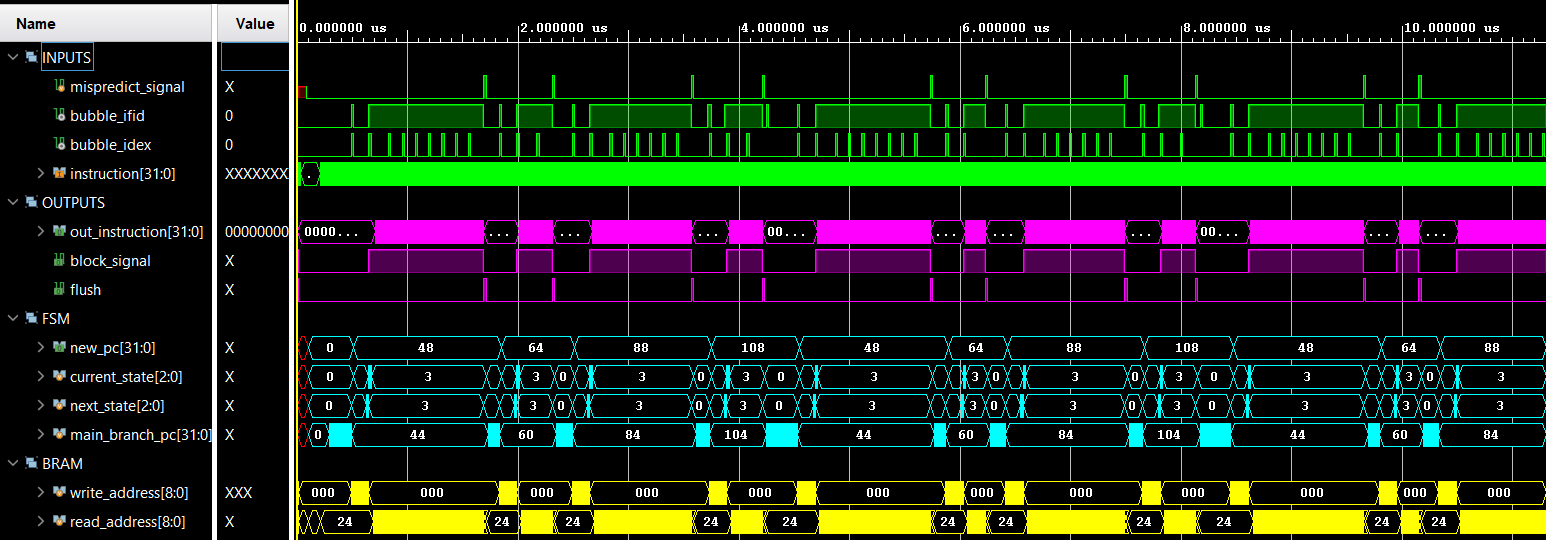 Name Value 0.000000 us 2.000000 us 4.000000 us 6.000000 us 8.000000 us 10.000000 us
INPUTS
mispredict_signal X
bubble_ifid 0
bubble_idex 0
instruction[31:0] XXXXXXXX .
OUTPUTS
out_instruction[31:0] 00000000 0000... ... ... ... 00... ... ... ... 00... ... ...
block_signal X
flush X
FSM
new_pc[31:0] X 0 48 64 88 108 48 64 88 108 48 64 88
current_state[2:0] X 0 3 3 0 3 0 3 0 3 3 0 3 0 3 0 3 0 3 3 0 3
next_state[2:0] X 0 3 3 0 3 0 3 0 3 3 0 3 0 3 0 3 0 3 3 0 3
main_branch_pc[31:0] X 0 44 60 84 104 44 60 84 104 44 60 84
BRAM
write_address[8:0] XXX 000 000 000 000 000 000 000 000 000 000 000 000
read_address[8:0] X 24 24 24 24 24 24 24 24 24 24 24